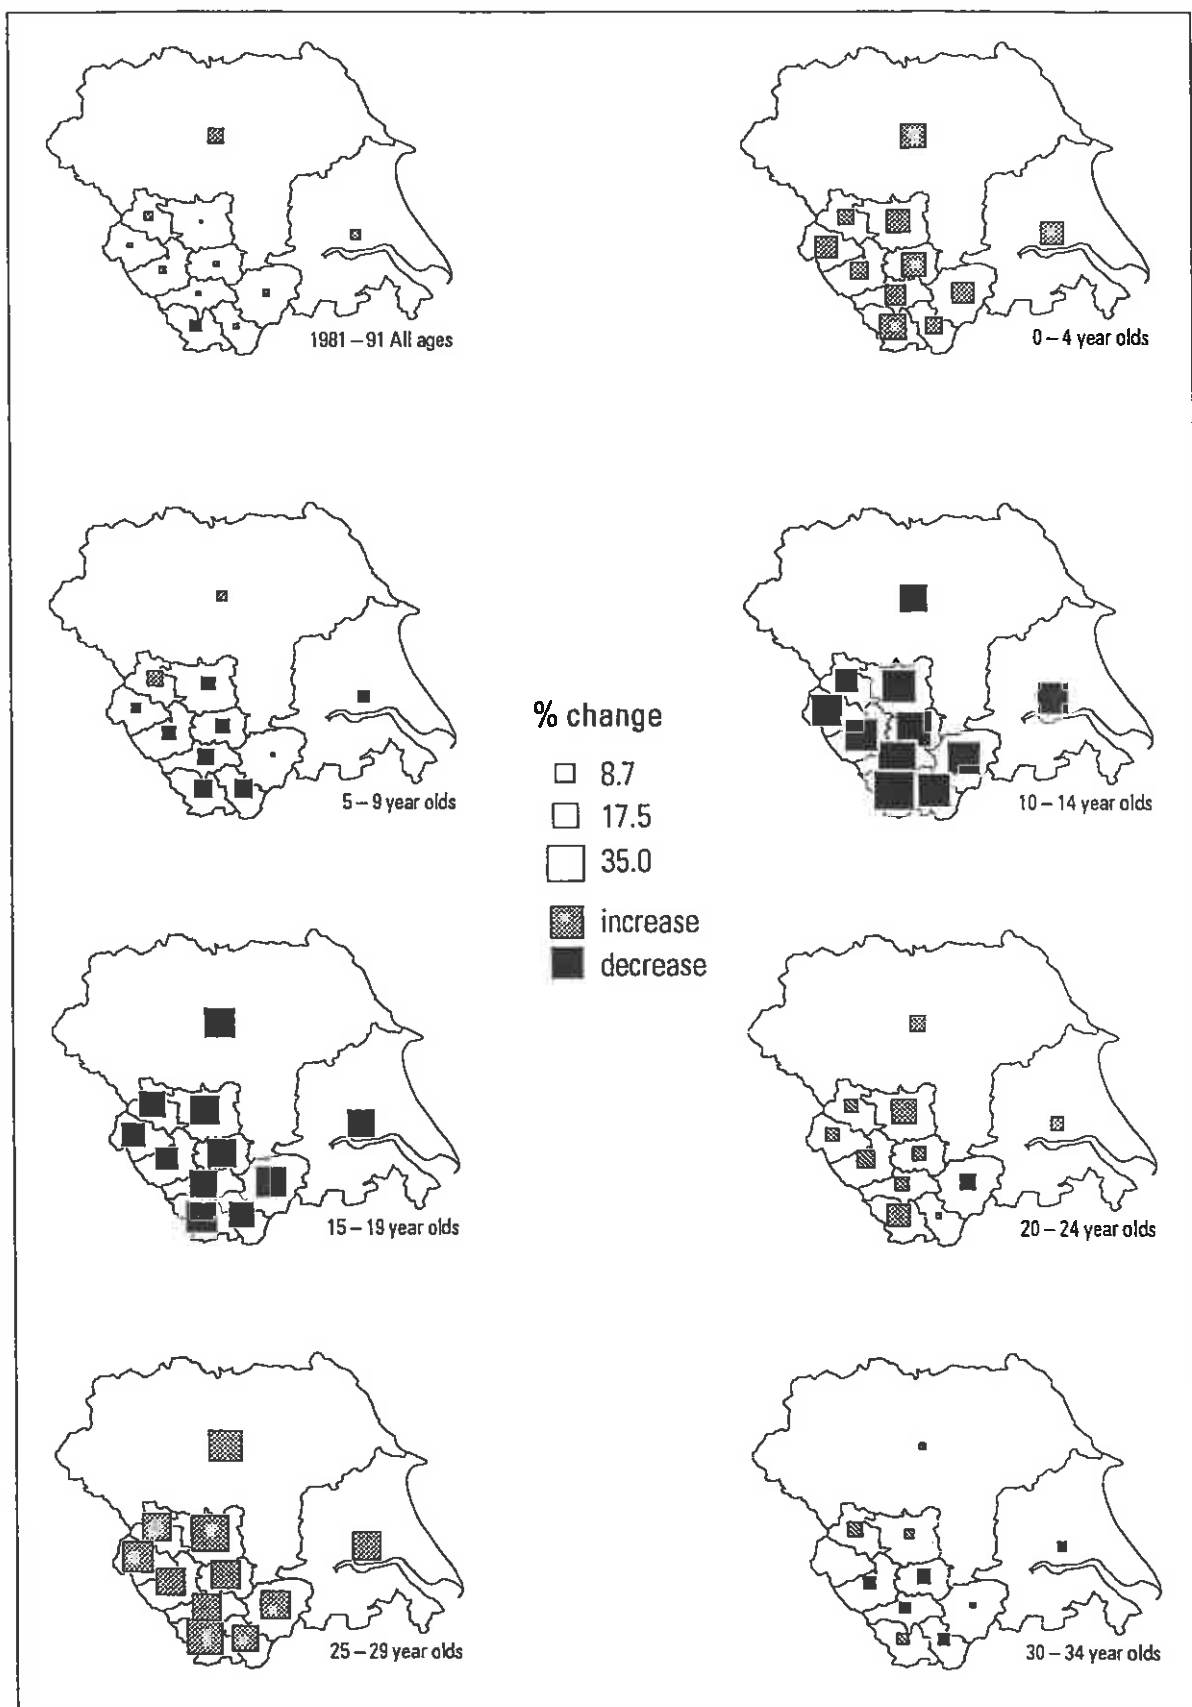 1981 – 91 All ages
0 – 4 year olds
5 – 9 year olds
% change
8.7
17.5
35.0
increase
decrease
10 – 14 year olds
15 – 19 year olds
20 – 24 year olds
25 – 29 year olds
30 – 34 year olds